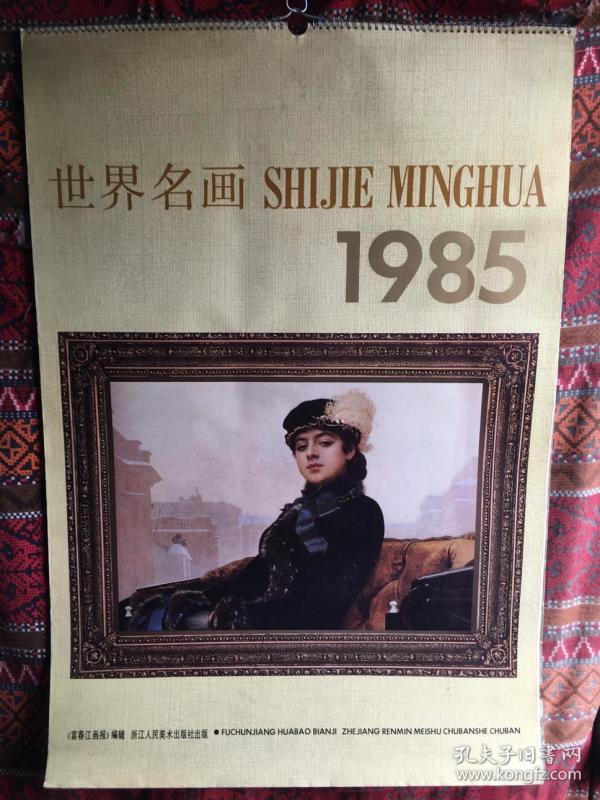 世界名画 SHIJIE MINGHUA
1985
《富春江画报》编辑 浙江人民美术出版社出版 ● FUCHUNJIANG HUABAO BIANJI ZHEJIANG RENMIN MEISHU CHUBANSHE CHUBAN
孔夫子旧书网
www.kongfz.com